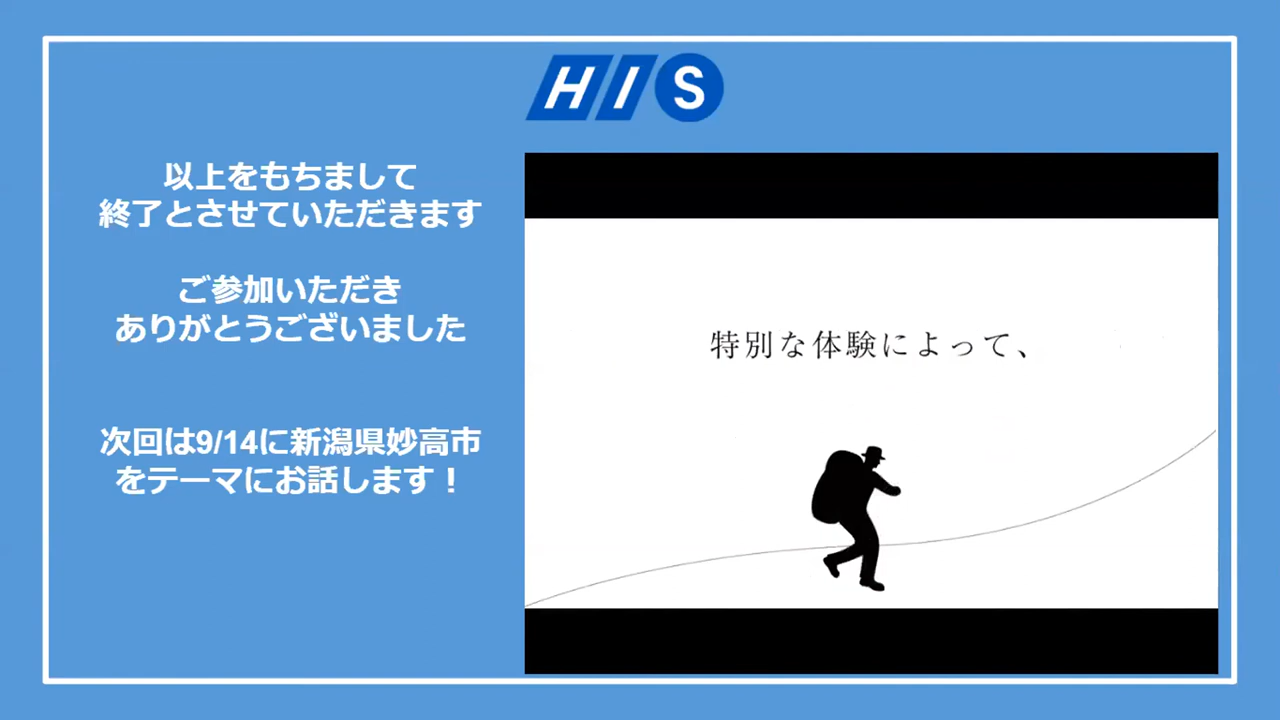 HIS
以上をもちまして
終了とさせていただきます
ご参加いただき
ありがとうございました
次回は9/14に新潟県妙高市
をテーマにお話します！
特別な体験によって、